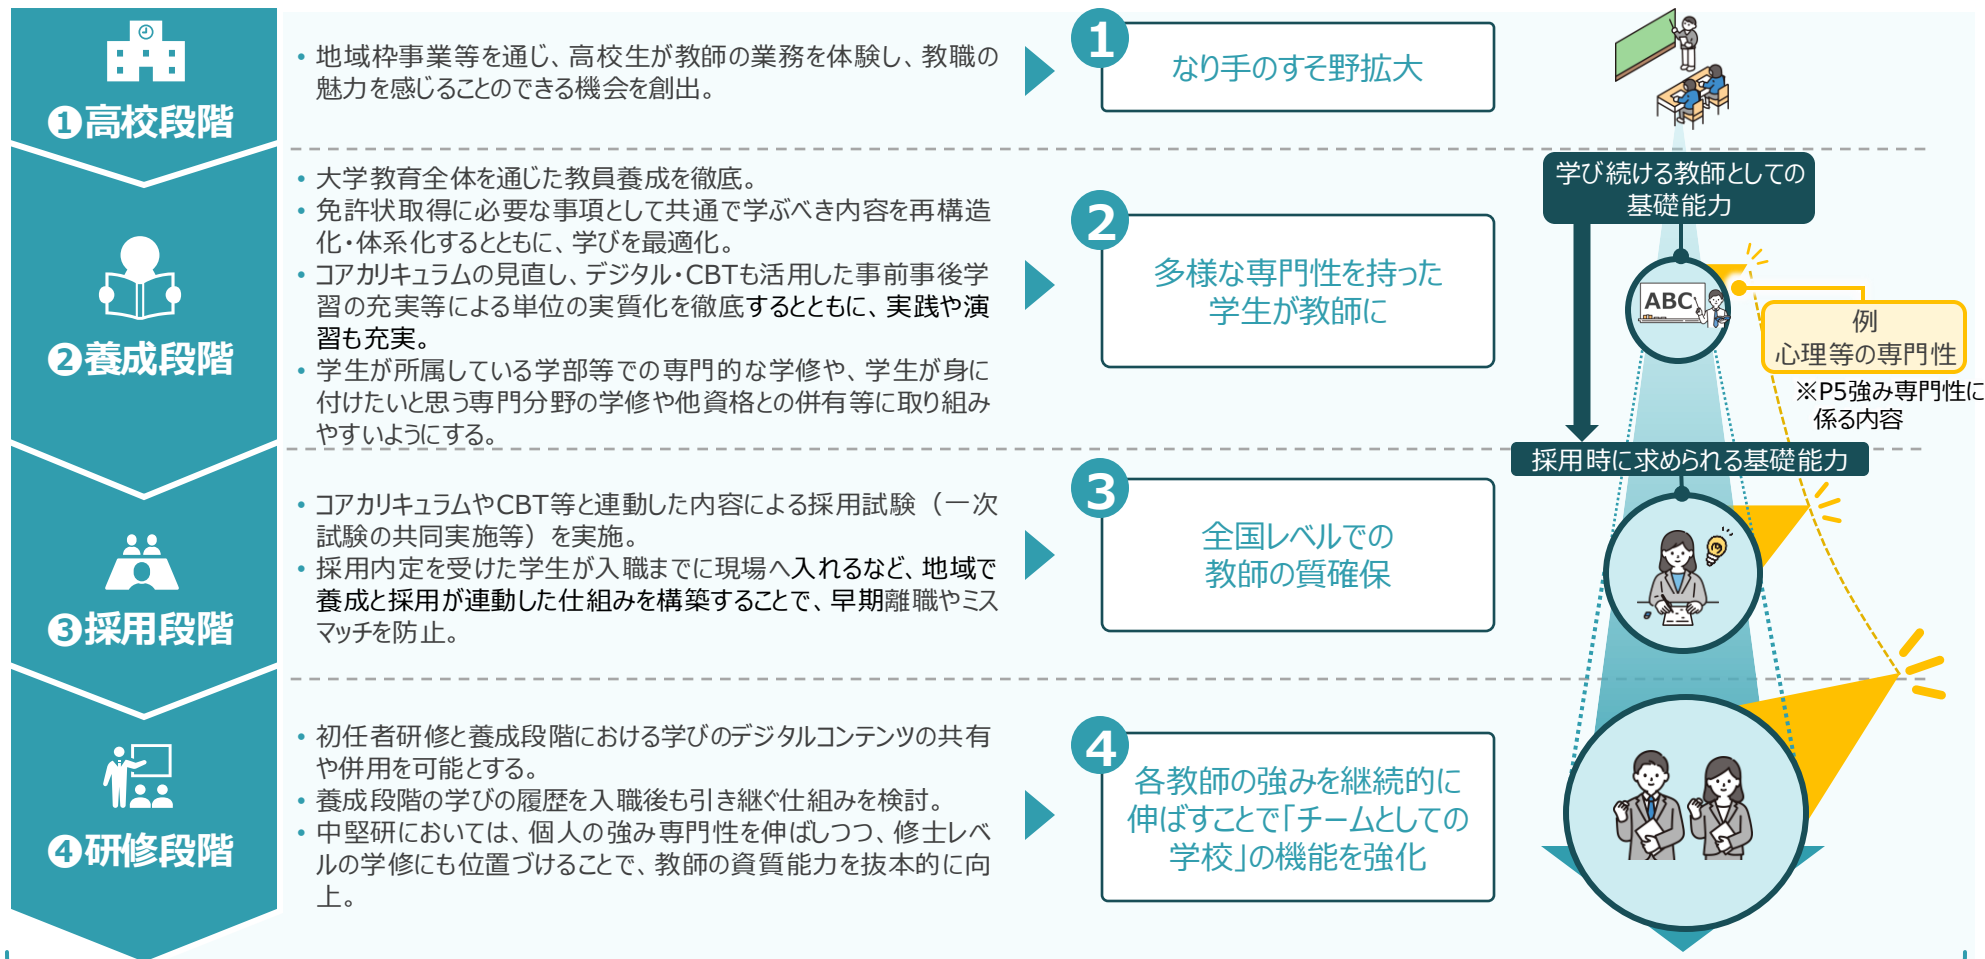 ❶高校段階
• 地域枠事業等を通じ、高校生が教師の業務を体験し、教職の
魅力を感じることのできる機会を創出。
1
なり手のすそ野拡大
❷養成段階
• 大学教育全体を通じた教員養成を徹底。
• 免許状取得に必要な事項として共通で学ぶべき内容を再構造
化・体系化するとともに、学びを最適化。
• コアカリキュラムの見直し、デジタル・CBTも活用した事前事後学
習の充実等による単位の実質化を徹底するとともに、実践や演
習も充実。
• 学生が所属している学部等での専門的な学修や、学生が身に
付けたいと思う専門分野の学修や他資格との併有等に取り組み
やすいようにする。
2
多様な専門性を持った
学生が教師に
学び続ける教師としての
基礎能力
ABC
例
心理等の専門性
※P5強み専門性に
係る内容
❸採用段階
• コアカリキュラムやCBT等と連動した内容による採用試験（一次
試験の共同実施等）を実施。
• 採用内定を受けた学生が入職までに現場へ入れるなど、地域で
養成と採用が連動した仕組みを構築することで、早期離職やミス
マッチを防止。
3
全国レベルでの
教師の質確保
採用時に求められる基礎能力
❹研修段階
• 初任者研修と養成段階における学びのデジタルコンテンツの共有
や併用を可能とする。
• 養成段階の学びの履歴を入職後も引き継ぐ仕組みを検討。
• 中堅研においては、個人の強み専門性を伸ばしつつ、修士レベ
ルの学修にも位置づけることで、教師の資質能力を抜本的に向
上。
4
各教師の強みを継続的に
伸ばすことで「チームとしての
学校」の機能を強化